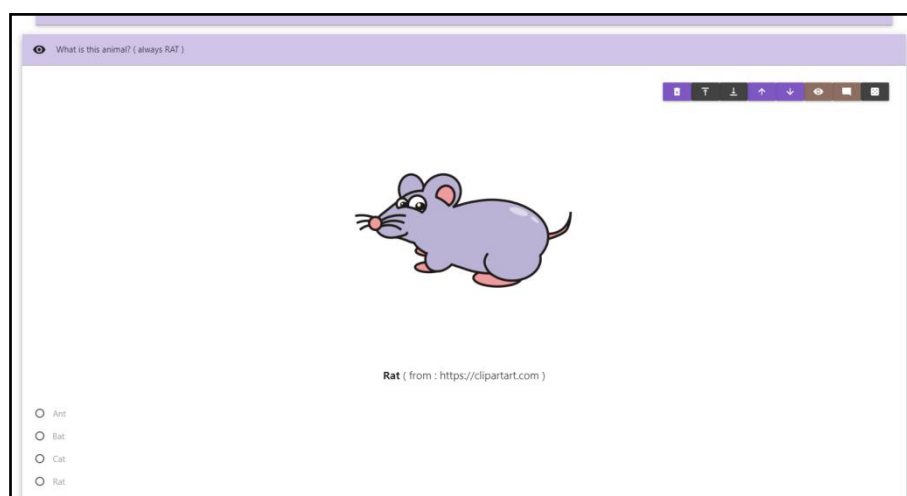 What is this animal? ( always RAT )
Rat ( from : https://clipartart.com )
Ant
Bat
Cat
Rat